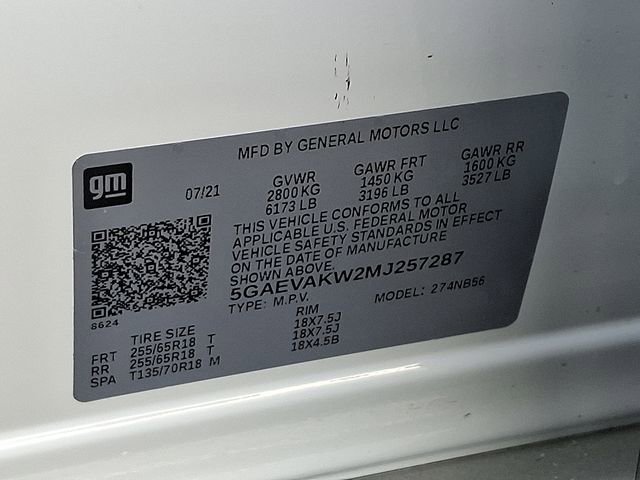 MFD BY GENERAL MOTORS LLC
gm
07/21
GVWR GAWR FRT GAWR RR
2800 KG 1450 KG 1600 KG
6173 LB 3196 LB 3527 LB
THIS VEHICLE CONFORMS TO ALL
APPLICABLE U.S. FEDERAL MOTOR
VEHICLE SAFETY STANDARDS IN EFFECT
ON THE DATE OF MANUFACTURE
SHOWN ABOVE.
5GAEVAKW2MJ257287
TYPE: M.P.V. MODEL: 274NB56
8624
TIRE SIZE RIM
FRT 255/65R18 T 18X7.5J
RR 255/65R18 T 18X7.5J
SPA T135/70R18 M 18X4.5B